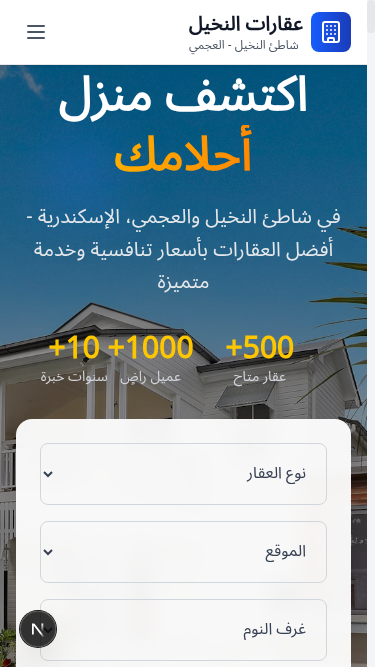 عقارات النخيل
شاطئ النخيل - العجمي
اكتشف منزل
أحلامك
في شاطئ النخيل والعجمي، الإسكندرية -
أفضل العقارات بأسعار تنافسية وخدمة
متميزة
500+
عقار متاح
1000+
عميل راضٍ
10+
سنوات خبرة
نوع العقار
الموقع
غرف النوم
N